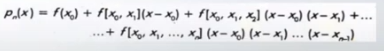 pₙ(x) = f(x₀) + f[x₀, x₁](x − x₀) + f[x₀, x₁, x₂] (x − x₀) (x − x₁) + ...
... + f[x₀, x₁, ..., xₙ] (x − x₀) (x − x₁) ... (x − xₙ₋₁)